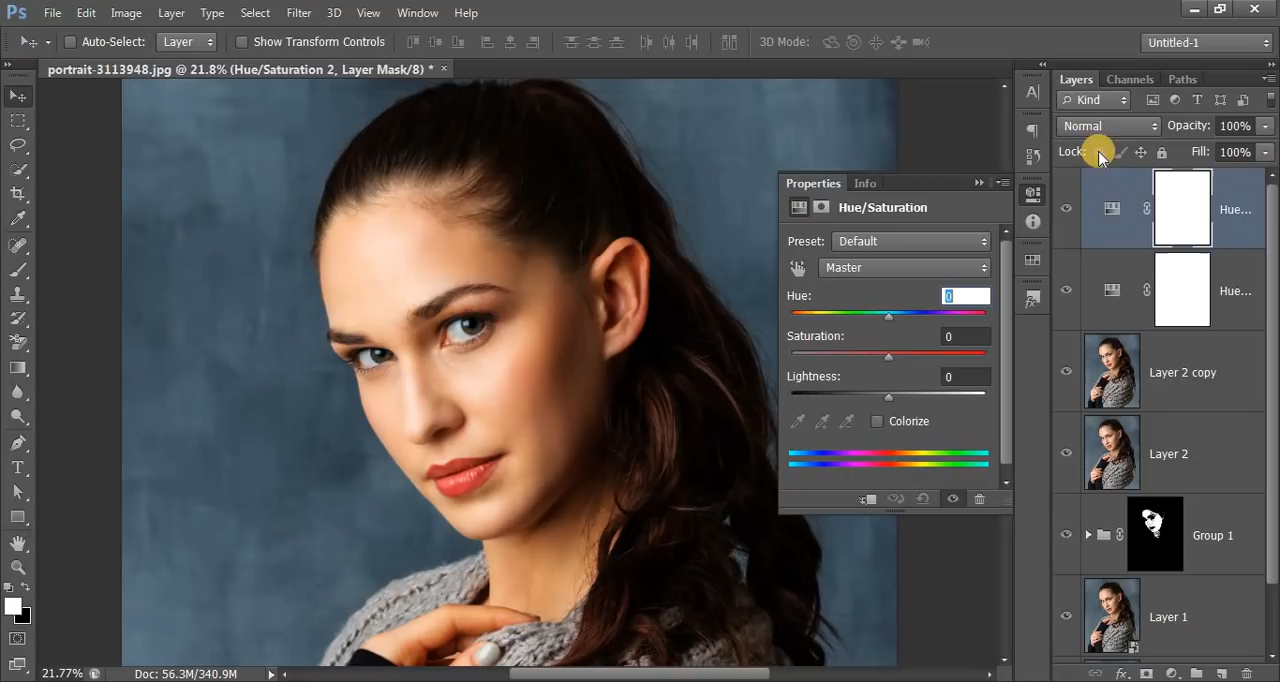 Ps File Edit Image Layer Type Select Filter 3D View Window Help
Auto-Select: Layer Show Transform Controls 3D Mode: Untitled-1
portrait-3113948.jpg @ 21.8% (Hue/Saturation 2, Layer Mask/8) * ×
Layers Channels Paths
Kind
Normal Opacity: 100%
Lock: Fill: 100%
Properties Info
Hue/Saturation
Preset: Default
Master
Hue: 0
Saturation: 0
Lightness: 0
Colorize
Hue...
Hue...
Layer 2 copy
Layer 2
Group 1
Layer 1
21.77% Doc: 56.3M/340.9M